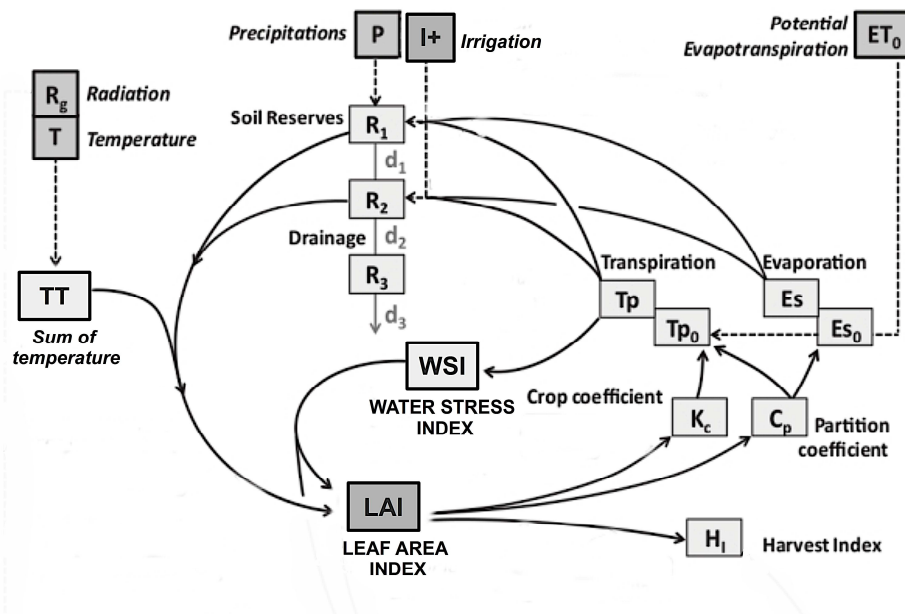 Precipitations
P
I+
Irrigation
Potential
Evapotranspiration
ET0
Rg
Radiation
T
Temperature
Soil Reserves
R1
d1
R2
Drainage
d2
R3
d3
TT
Sum of
temperature
Transpiration
Tp
Tp0
Evaporation
Es
Es0
WSI
WATER STRESS
INDEX
Crop coefficient
Kc
Cp
Partition
coefficient
LAI
LEAF AREA
INDEX
HI
Harvest Index